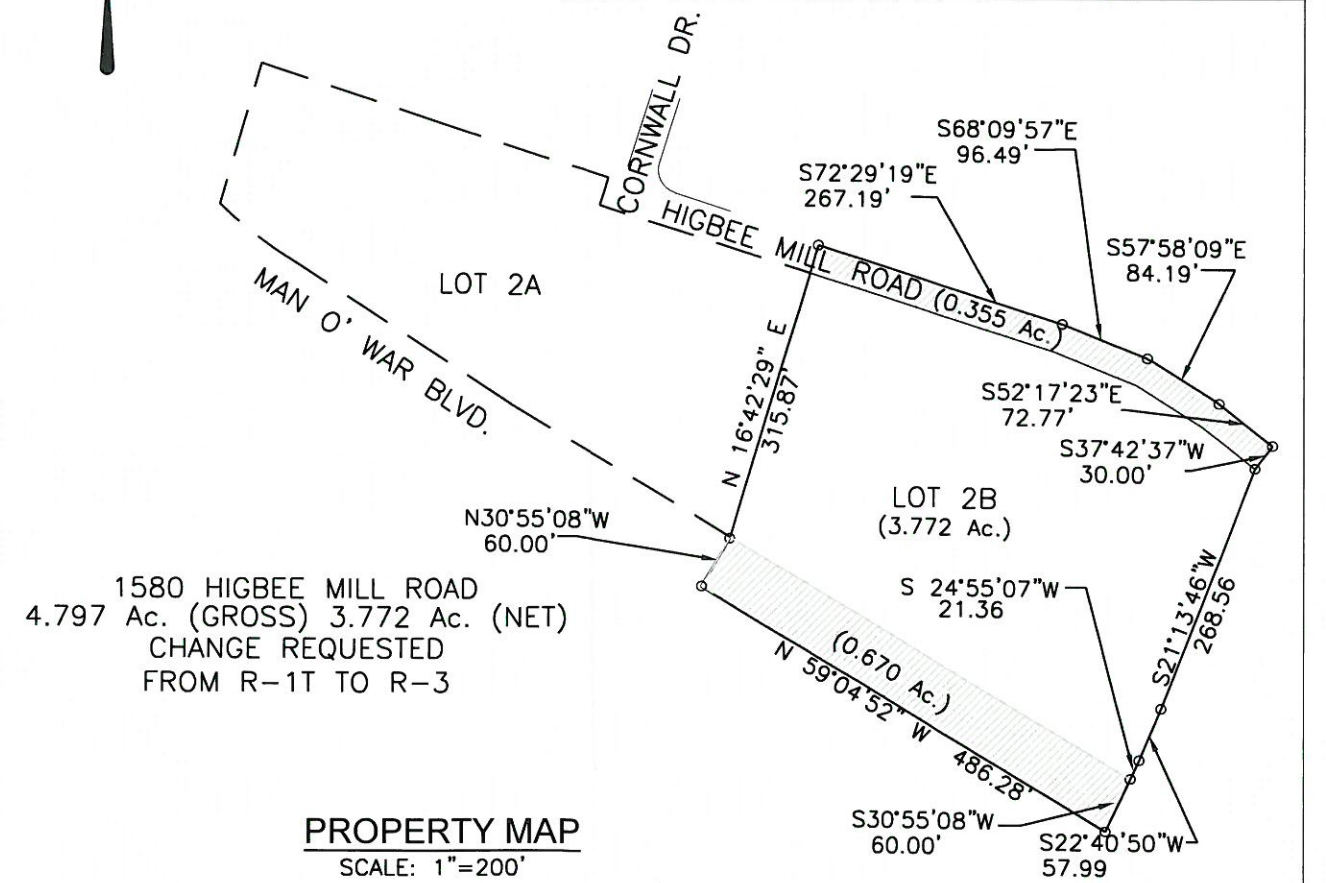 CORNWALL DR.
S68°09'57"E
96.49'
S72°29'19"E
267.19'
HIGBEE MILL ROAD (0.355 Ac.)
S57°58'09"E
84.19'
LOT 2A
MAN O' WAR BLVD.
N 16°42'29" E
315.87'
S52°17'23"E
72.77'
S37°42'37"W
30.00'
LOT 2B
(3.772 Ac.)
N30°55'08"W
60.00'
1580 HIGBEE MILL ROAD
4.797 Ac. (GROSS) 3.772 Ac. (NET)
CHANGE REQUESTED
FROM R-1T TO R-3
S 24°55'07"W
21.36
S21°13'46"W
268.56
(0.670 Ac.)
N 59°04'52" W 486.28'
S30°55'08"W
60.00'
S22°40'50"W
57.99
PROPERTY MAP
SCALE: 1"=200'